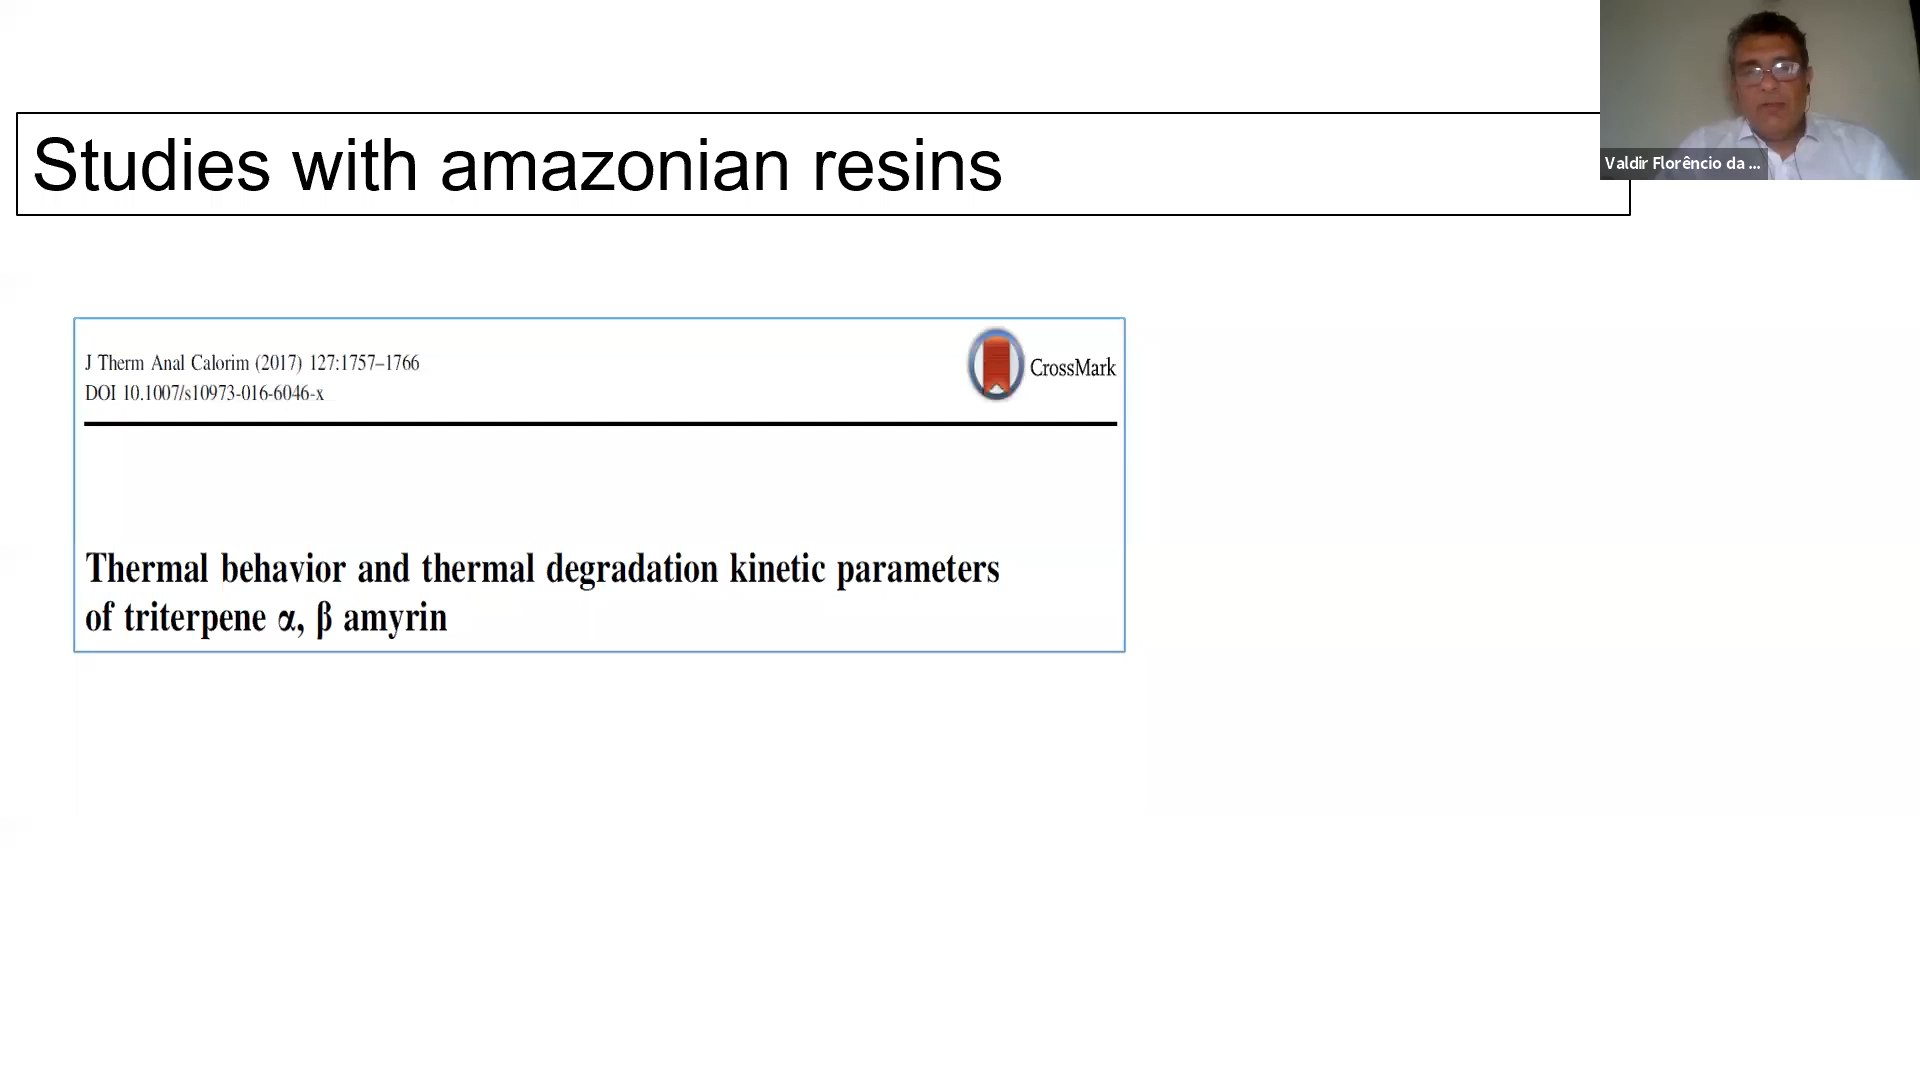 Studies with amazonian resins
Valdir Florêncio da ...
J Therm Anal Calorim (2017) 127:1757–1766
DOI 10.1007/s10973-016-6046-x
CrossMark
Thermal behavior and thermal degradation kinetic parameters
of triterpene α, β amyrin